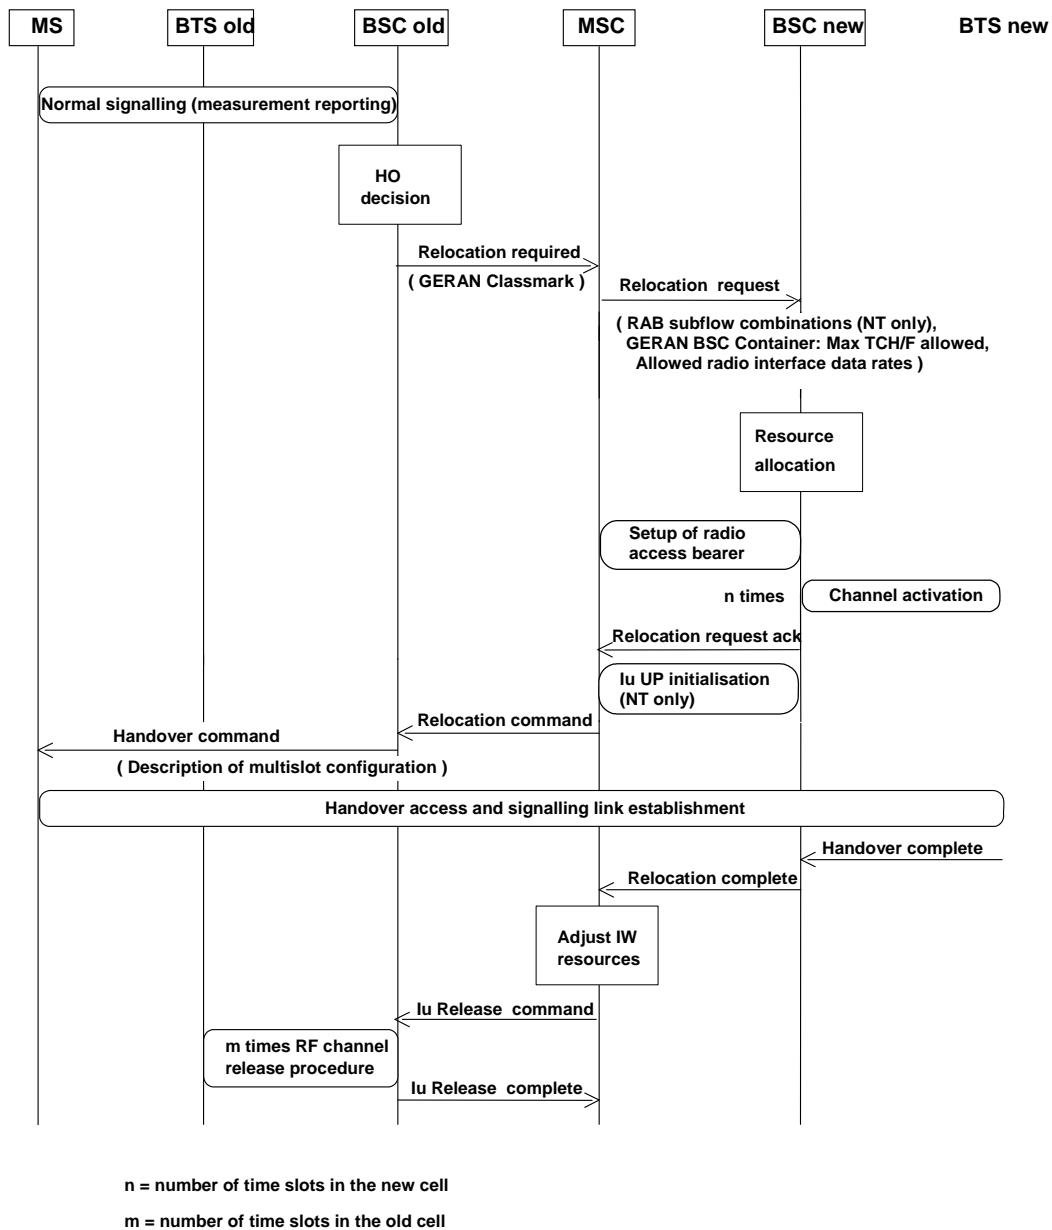 MS BTS old BSC old MSC BSC new BTS new
Normal signalling (measurement reporting)
HO
decision
Relocation required
( GERAN Classmark )
Relocation request
( RAB subflow combinations (NT only),
GERAN BSC Container: Max TCH/F allowed,
Allowed radio interface data rates )
Resource
allocation
Setup of radio
access bearer
n times Channel activation
Relocation request ack
Iu UP initialisation
(NT only)
Relocation command
Handover command
( Description of multislot configuration )
Handover access and signalling link establishment
Handover complete
Relocation complete
Adjust IW
resources
Iu Release command
m times RF channel
release procedure
Iu Release complete
n = number of time slots in the new cell
m = number of time slots in the old cell